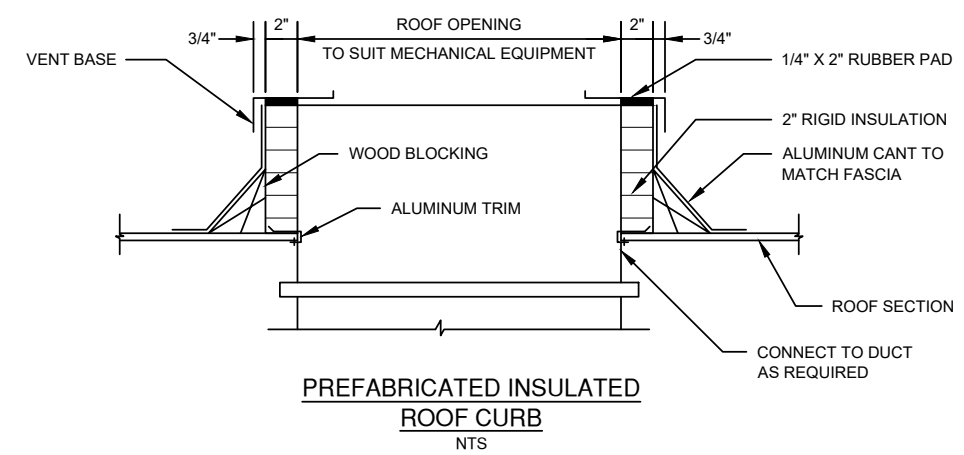 2" ROOF OPENING 2"
3/4" TO SUIT MECHANICAL EQUIPMENT 3/4"
VENT BASE
1/4" X 2" RUBBER PAD
2" RIGID INSULATION
WOOD BLOCKING
ALUMINUM CANT TO
MATCH FASCIA
ALUMINUM TRIM
ROOF SECTION
CONNECT TO DUCT
AS REQUIRED
PREFABRICATED INSULATED
ROOF CURB
NTS